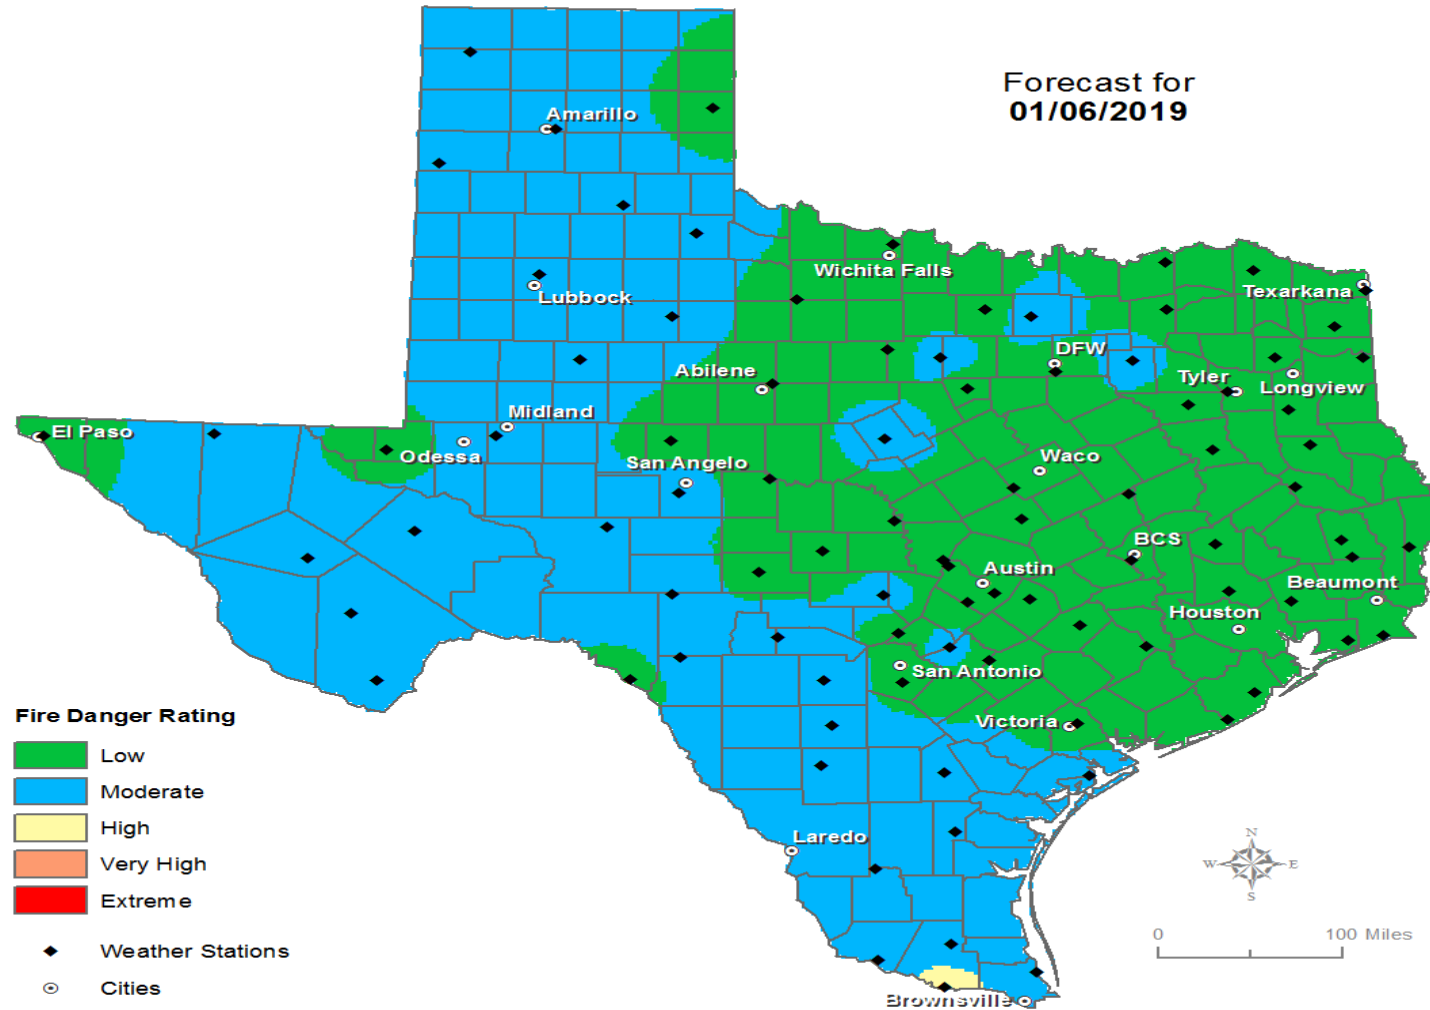 Forecast for
01/06/2019
Amarillo
Wichita Falls
Lubbock
Texarkana
DFW
Abilene
Tyler
Longview
Midland
El Paso
Odessa
San Angelo
Waco
BCS
Austin
Beaumont
Houston
San Antonio
Victoria
Laredo
Brownsville
Fire Danger Rating
Low
Moderate
High
Very High
Extreme
Weather Stations
Cities
N
W E
S
0 100 Miles